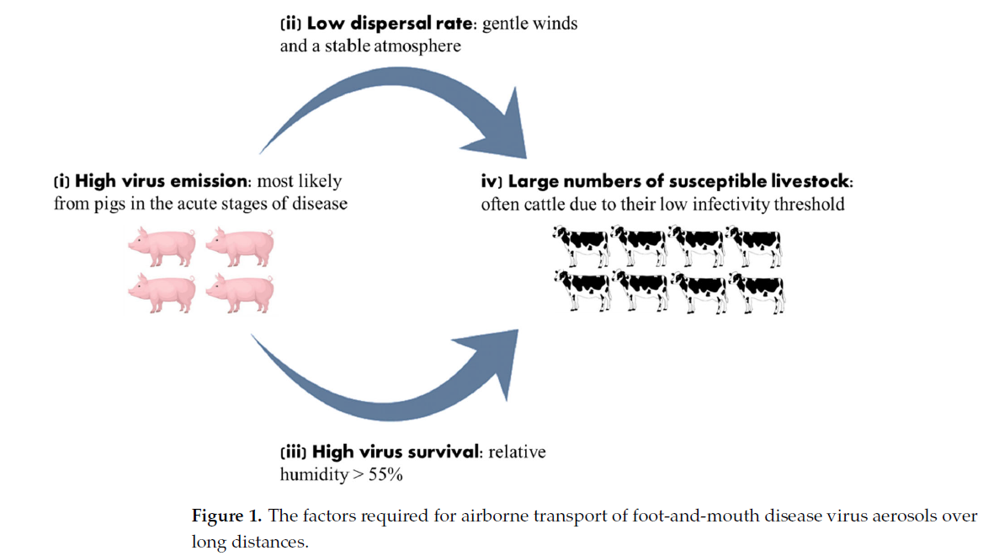 (ii) Low dispersal rate: gentle winds
and a stable atmosphere
(i) High virus emission: most likely
from pigs in the acute stages of disease
iv) Large numbers of susceptible livestock:
often cattle due to their low infectivity threshold
(iii) High virus survival: relative
humidity > 55%
Figure 1. The factors required for airborne transport of foot-and-mouth disease virus aerosols over
long distances.